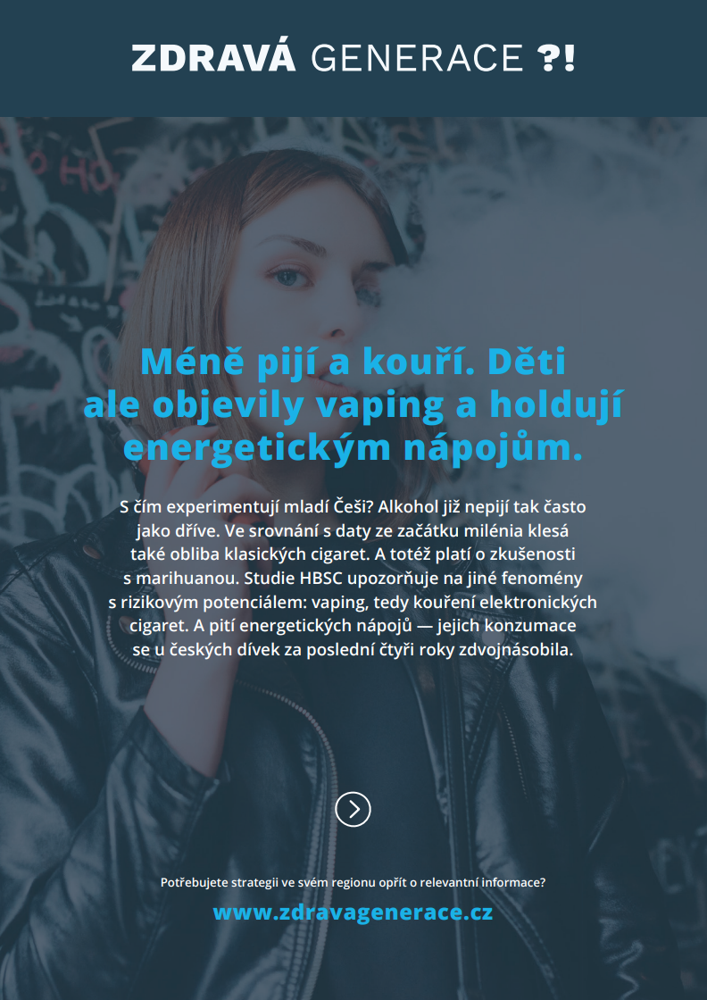 ZDRAVÁ GENERACE ?!
Méně pijí a kouří. Děti
ale objevily vaping a holdují
energetickým nápojům.
S čím experimentují mladí Češi? Alkohol již nepijí tak často
jako dříve. Ve srovnání s daty ze začátku milénia klesá
také obliba klasických cigaret. A totéž platí o zkušenosti
s marihuanou. Studie HBSC upozorňuje na jiné fenomény
s rizikovým potenciálem: vaping, tedy kouření elektronických
cigaret. A pití energetických nápojů — jejich konzumace
se u českých dívek za poslední čtyři roky zdvojnásobila.
Potřebujete strategii ve svém regionu opřít o relevantní informace?
www.zdravagenerace.cz